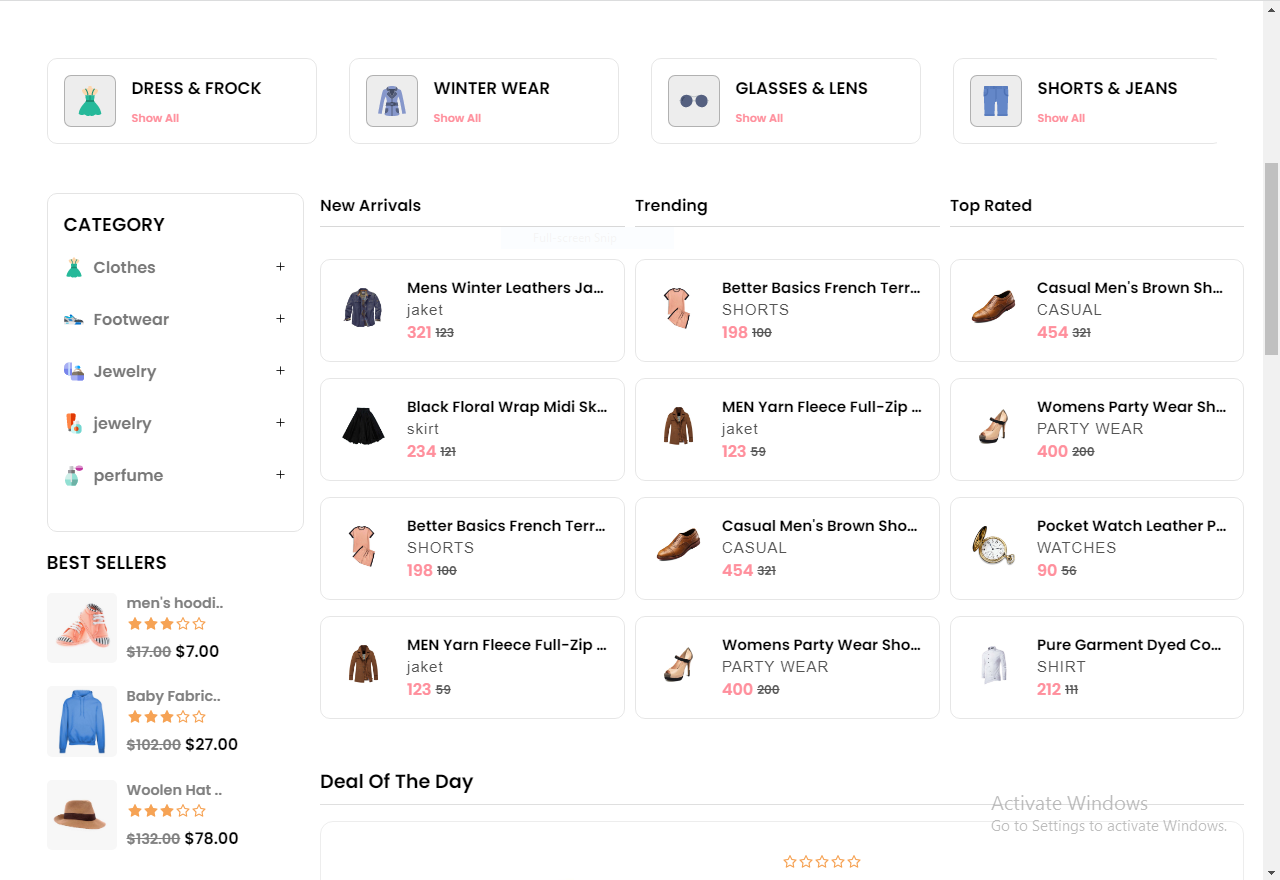 DRESS & FROCK
Show All
WINTER WEAR
Show All
GLASSES & LENS
Show All
SHORTS & JEANS
Show All
CATEGORY
Clothes +
Footwear +
Jewelry +
jewelry +
perfume +
BEST SELLERS
men's hoodi..
$17.00 $7.00
Baby Fabric..
$102.00 $27.00
Woolen Hat ..
$132.00 $78.00
New Arrivals
Mens Winter Leathers Ja...
jaket
321 123
Black Floral Wrap Midi Sk...
skirt
234 121
Better Basics French Terr...
SHORTS
198 100
MEN Yarn Fleece Full-Zip ...
jaket
123 59
Trending
Better Basics French Terr...
SHORTS
198 100
MEN Yarn Fleece Full-Zip ...
jaket
123 59
Casual Men's Brown Sho...
CASUAL
454 321
Womens Party Wear Sho...
PARTY WEAR
400 200
Top Rated
Casual Men's Brown Sh...
CASUAL
454 321
Womens Party Wear Sh...
PARTY WEAR
400 200
Pocket Watch Leather P...
WATCHES
90 56
Pure Garment Dyed Co...
SHIRT
212 111
Full-screen Snip
Deal Of The Day
Activate Windows
Go to Settings to activate Windows.